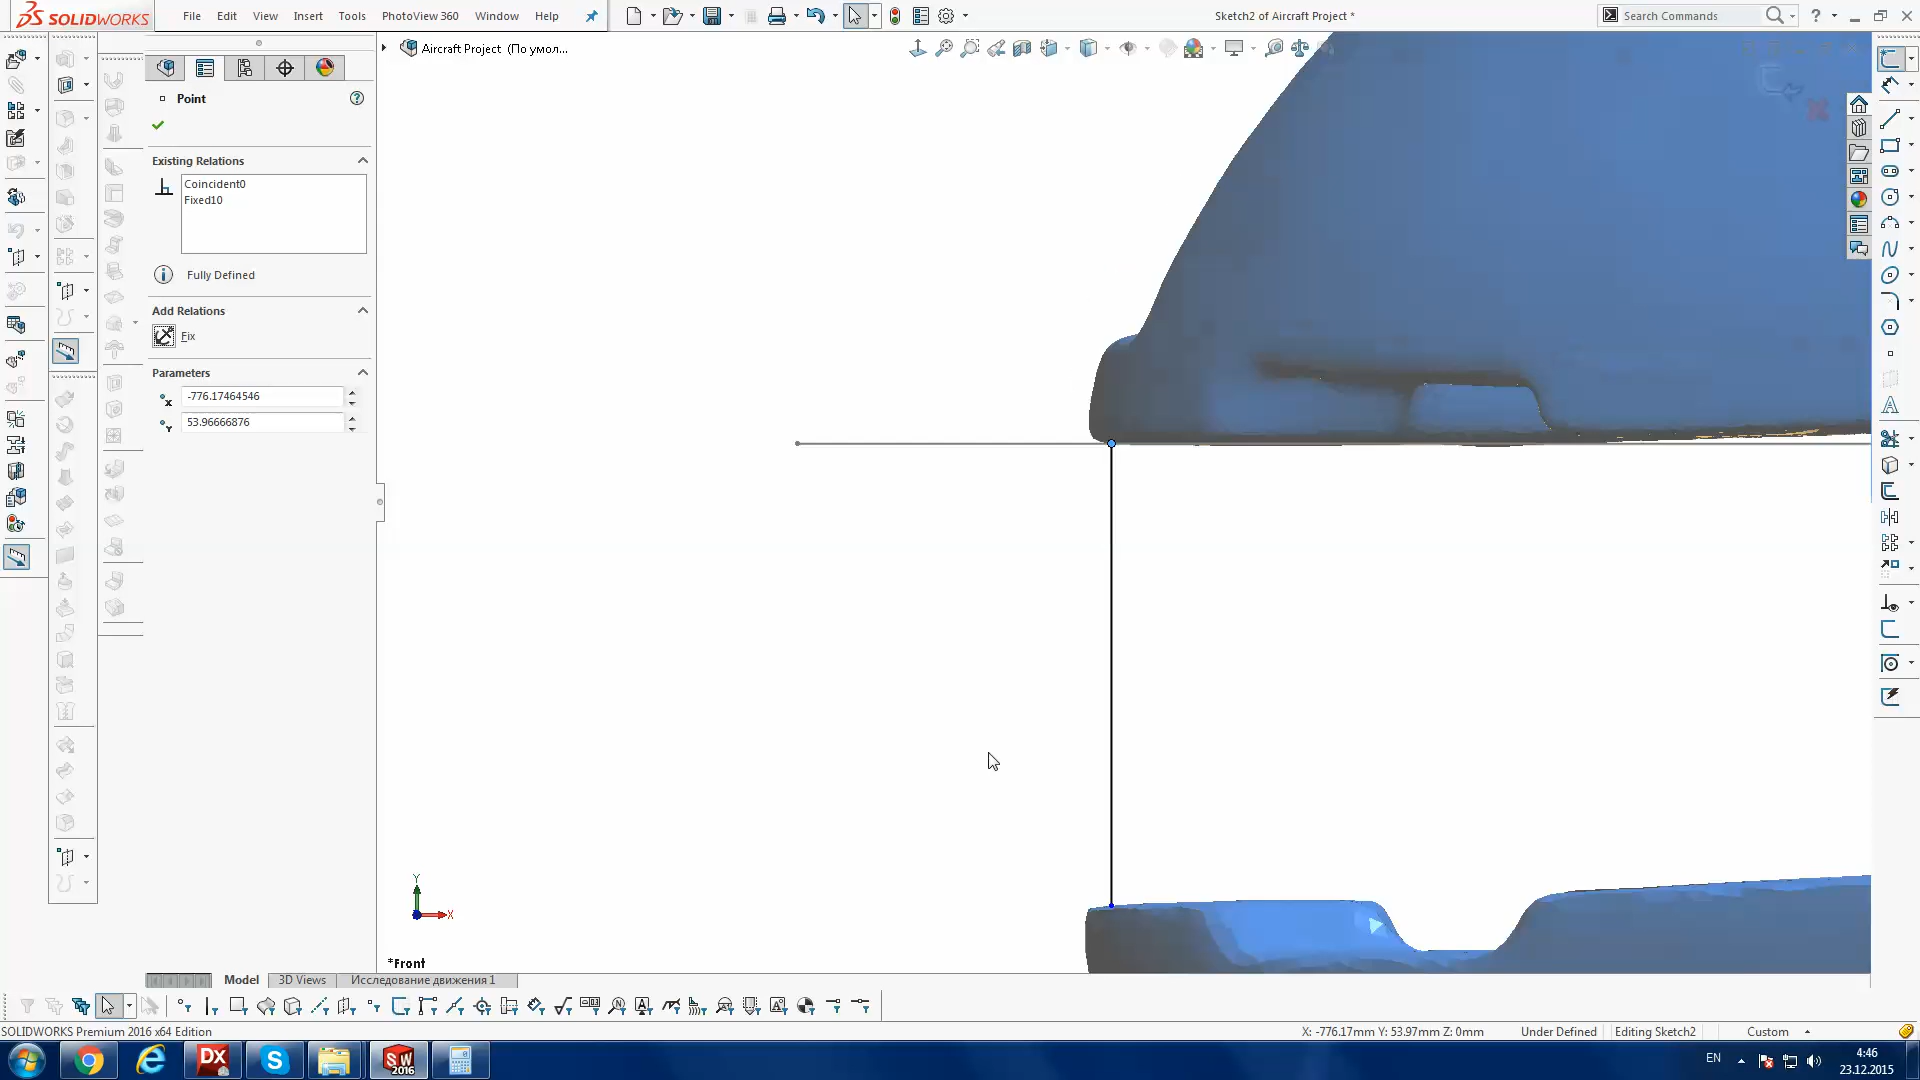 SOLIDWORKS
File Edit View Insert Tools PhotoView 360 Window Help
Sketch2 of Aircraft Project *
Search Commands
Aircraft Project (По умол...
Point
Existing Relations
Coincident0
Fixed10
Fully Defined
Add Relations
Fix
Parameters
-776.17464546
53.96666876
Y
X
*Front
Model 3D Views Исследование движения 1
SOLIDWORKS Premium 2016 x64 Edition
X: -776.17mm Y: 53.97mm Z: 0mm Under Defined Editing Sketch2 Custom
EN
4:46
23.12.2015
DX
SW
2016